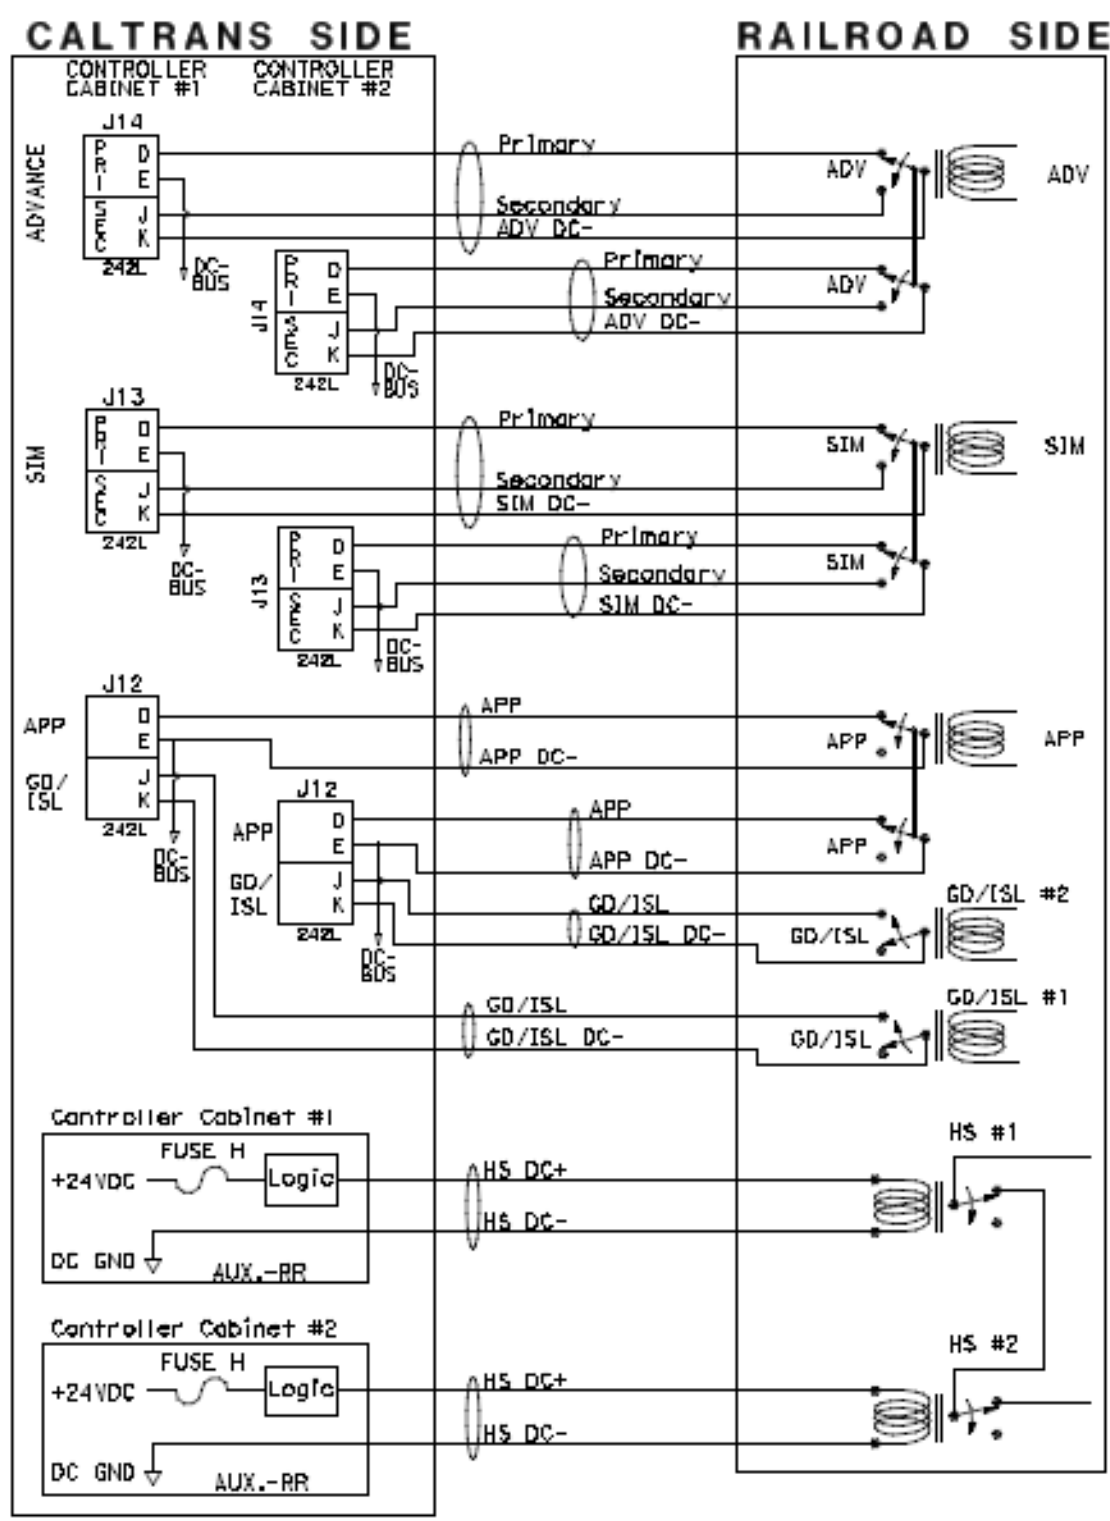 CALTRANS SIDE
RAILROAD SIDE
CONTROLLER
CABINET #1
CONTROLLER
CABINET #2
ADVANCE
J14
PRI
D
E
SEC
J
K
242L
DC-
BUS
Primary
Secondary
ADV DC-
ADV
ADV
J14
PRI
D
E
SEC
J
K
242L
DC-
BUS
Primary
Secondary
ADV DC-
ADV
SIM
J13
PRI
D
E
SEC
J
K
242L
DC-
BUS
Primary
Secondary
SIM DC-
SIM
SIM
J13
PRI
D
E
SEC
J
K
242L
DC-
BUS
Primary
Secondary
SIM DC-
SIM
APP
GD/
ISL
J12
D
E
J
K
242L
DC-
BUS
APP
APP DC-
APP
APP
APP
GD/
ISL
J12
D
E
J
K
242L
DC-
BUS
APP
APP DC-
APP
GD/ISL
GD/ISL DC-
GD/ISL
GD/ISL #2
GD/ISL
GD/ISL DC-
GD/ISL
GD/ISL #1
Controller Cabinet #1
FUSE H
+24VDC
Logic
DC GND
AUX.-RR
HS DC+
HS DC-
HS #1
Controller Cabinet #2
FUSE H
+24VDC
Logic
DC GND
AUX.-RR
HS DC+
HS DC-
HS #2